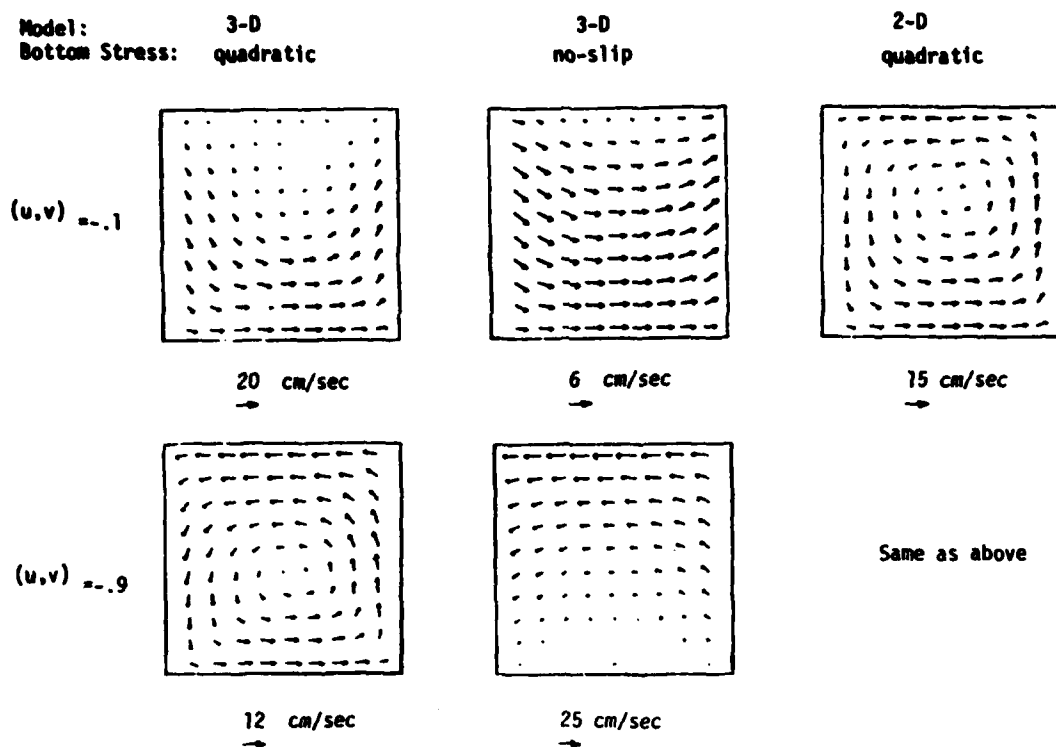 Model: 3-D 3-D 2-D
Bottom Stress: quadratic no-slip quadratic
(u,v) =-.1
20 cm/sec 6 cm/sec 15 cm/sec
(u,v) =-.9
Same as above
12 cm/sec 25 cm/sec